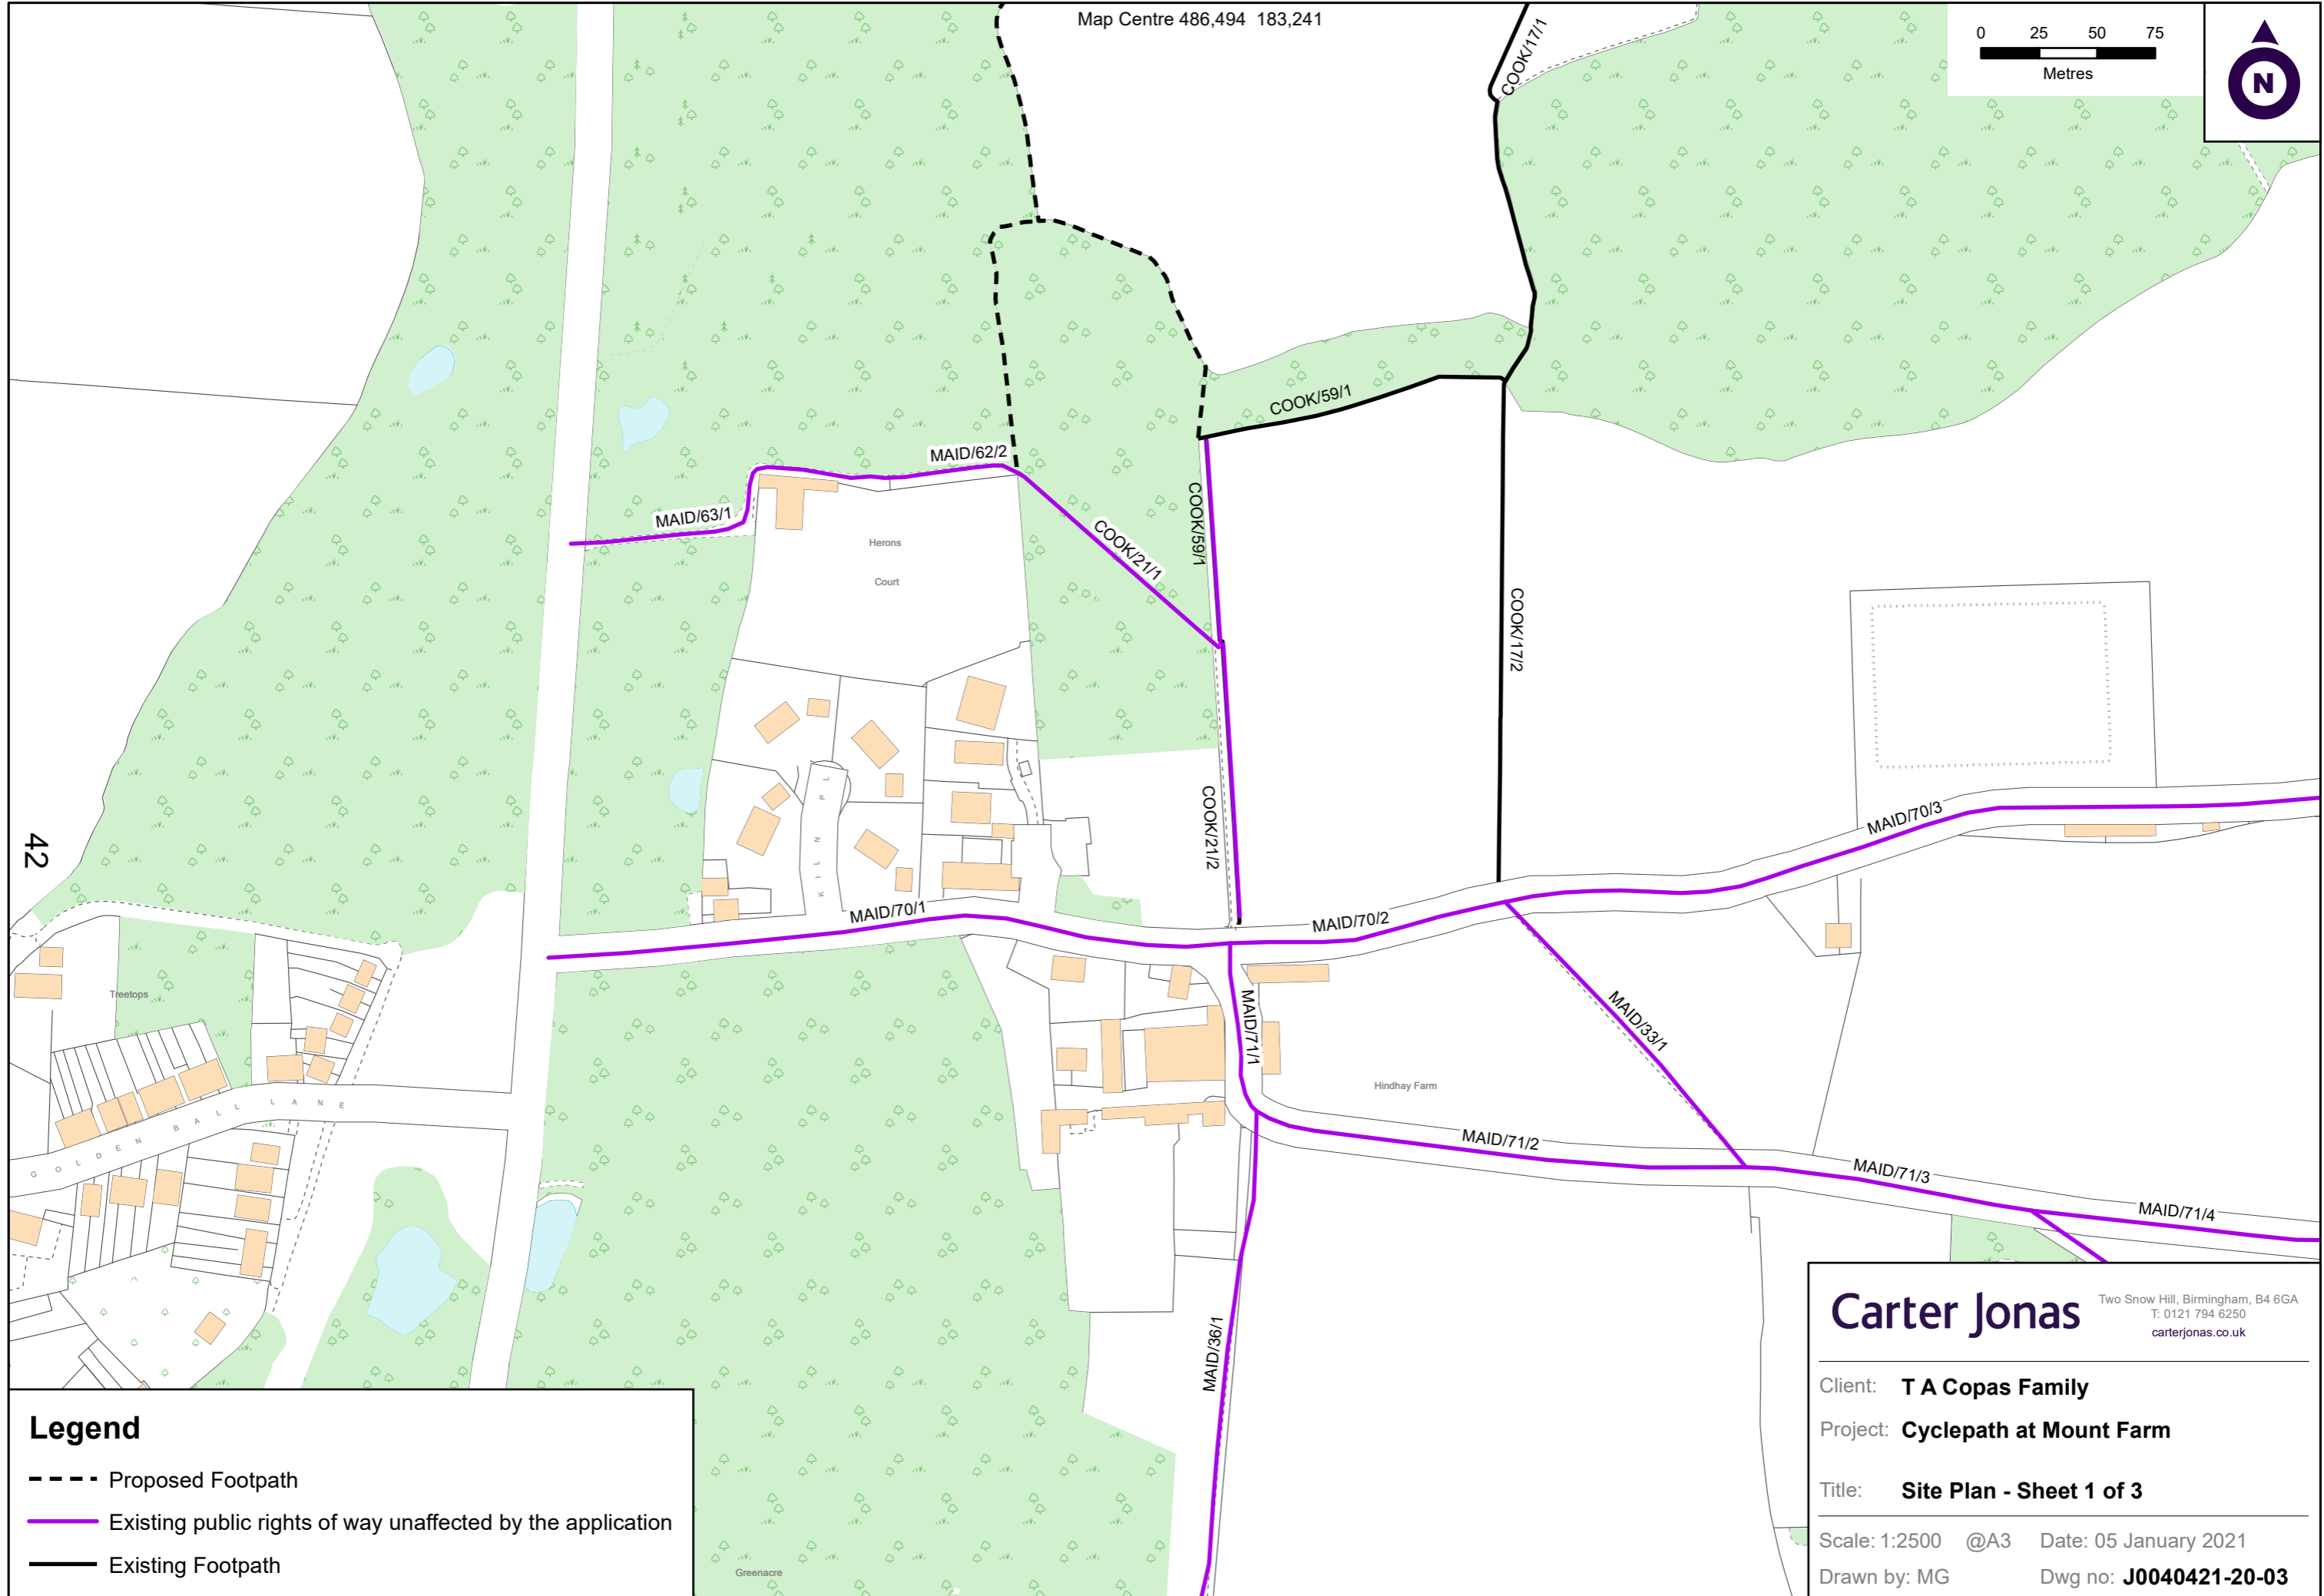 Map Centre 486,494 183,241
0 25 50 75
Metres
N
COOK/17/1
COOK/59/1
MAID/62/2
MAID/63/1
COOK/21/1
COOK/59/1
COOK/17/2
Herons
Court
KILN PL
COOK/21/2
MAID/70/1
MAID/70/2
MAID/70/3
42
Treetops
MAID/71/1
MAID/33/1
Hindhay Farm
GOLDEN BALL LANE
MAID/71/2
MAID/71/3
MAID/71/4
MAID/36/1
Greenacre
Legend
Proposed Footpath
Existing public rights of way unaffected by the application
Existing Footpath
Carter Jonas
Two Snow Hill, Birmingham, B4 6GA
T: 0121 794 6250
carterjonas.co.uk
Client: T A Copas Family
Project: Cyclepath at Mount Farm
Title: Site Plan - Sheet 1 of 3
Scale: 1:2500 @A3 Date: 05 January 2021
Drawn by: MG Dwg no: J0040421-20-03